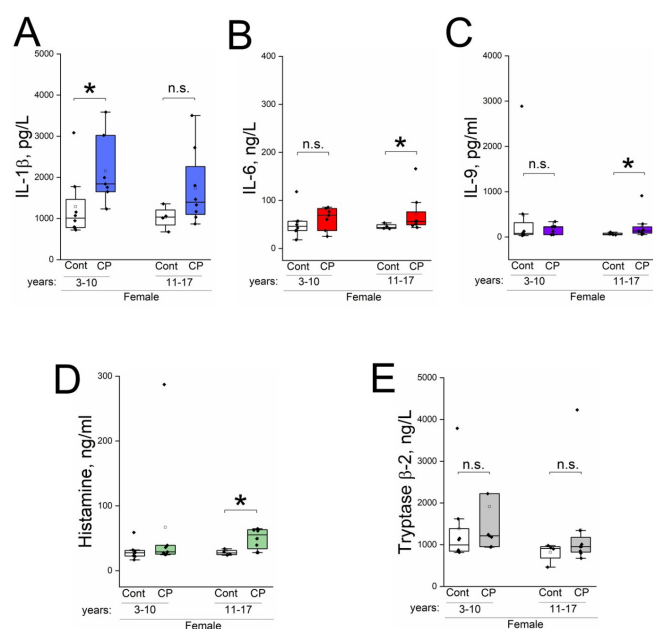 A
IL-1β, pg/L
5000
4000
3000
2000
1000
0
*
n.s.
Cont CP Cont CP
years: 3-10 11-17
Female
B
IL-6, ng/L
400
200
0
n.s.
*
Cont CP Cont CP
years: 3-10 11-17
Female
C
IL-9, pg/ml
4000
3000
2000
1000
0
n.s.
*
Cont CP Cont CP
years: 3-10 11-17
Female
D
Histamine, ng/ml
300
200
100
0
*
Cont CP Cont CP
years: 3-10 11-17
Female
E
Tryptase β-2, ng/L
5000
4000
3000
2000
1000
0
n.s.
n.s.
Cont CP Cont CP
years: 3-10 11-17
Female